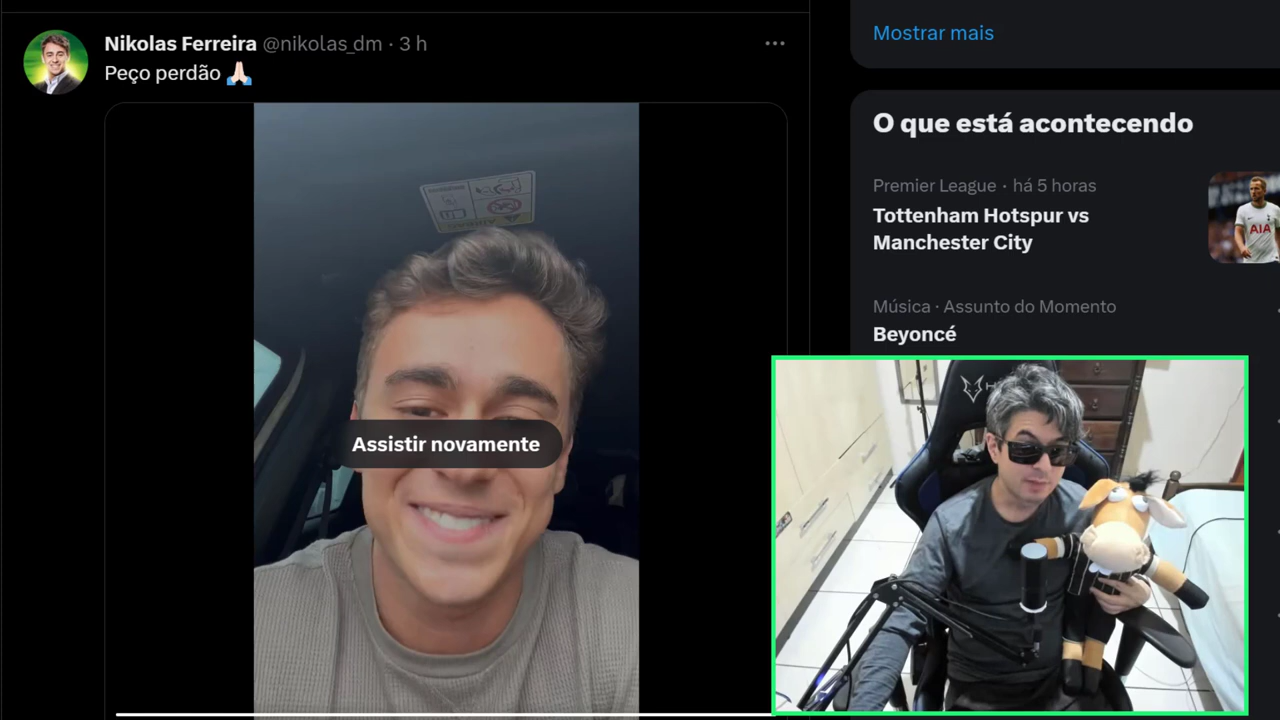 Nikolas Ferreira @nikolas_dm · 3 h
Peço perdão 🙏🏻
Assistir novamente
Mostrar mais
O que está acontecendo
Premier League · há 5 horas
Tottenham Hotspur vs
Manchester City
AIA
Música · Assunto do Momento
Beyoncé